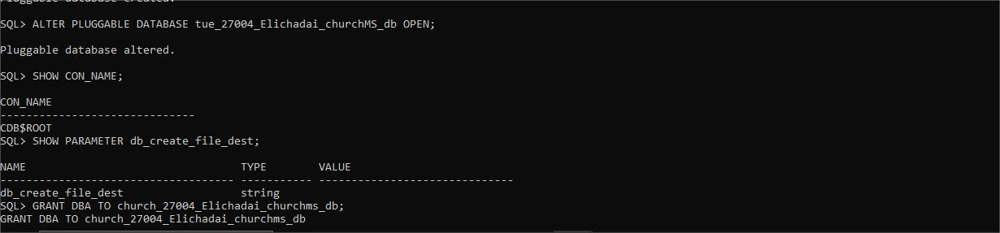 Pluggable database created.
SQL> ALTER PLUGGABLE DATABASE tue_27004_Elichadai_churchMS_db OPEN;
Pluggable database altered.
SQL> SHOW CON_NAME;
CON_NAME
------------------------------
CDB$ROOT
SQL> SHOW PARAMETER db_create_file_dest;
NAME                                 TYPE        VALUE
------------------------------------ ----------- ------------------------------
db_create_file_dest                  string
SQL> GRANT DBA TO church_27004_Elichadai_churchms_db;
GRANT DBA TO church_27004_Elichadai_churchms_db